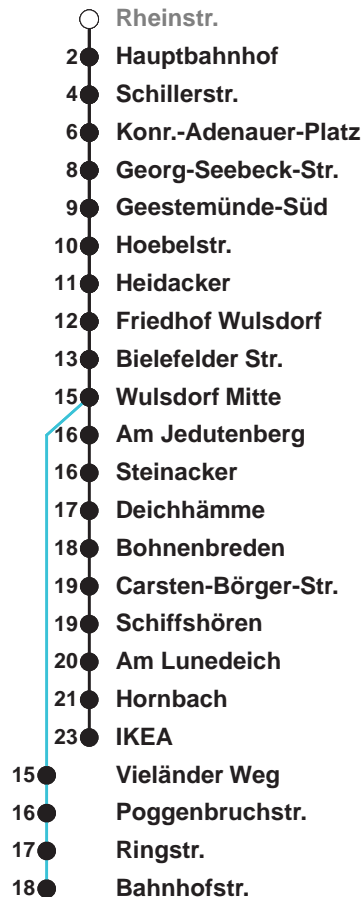 Rheinstr.
2 Hauptbahnhof
4 Schillerstr.
6 Konr.-Adenauer-Platz
8 Georg-Seebeck-Str.
9 Geestemünde-Süd
10 Hoebelstr.
11 Heidacker
12 Friedhof Wulsdorf
13 Bielefelder Str.
15 Wulsdorf Mitte
16 Am Jedutenberg
16 Steinacker
17 Deichhämme
18 Bohnenbreden
19 Carsten-Börger-Str.
19 Schiffshören
20 Am Lunedeich
21 Hornbach
23 IKEA
15 Vieländer Weg
16 Poggenbruchstr.
17 Ringstr.
18 Bahnhofstr.